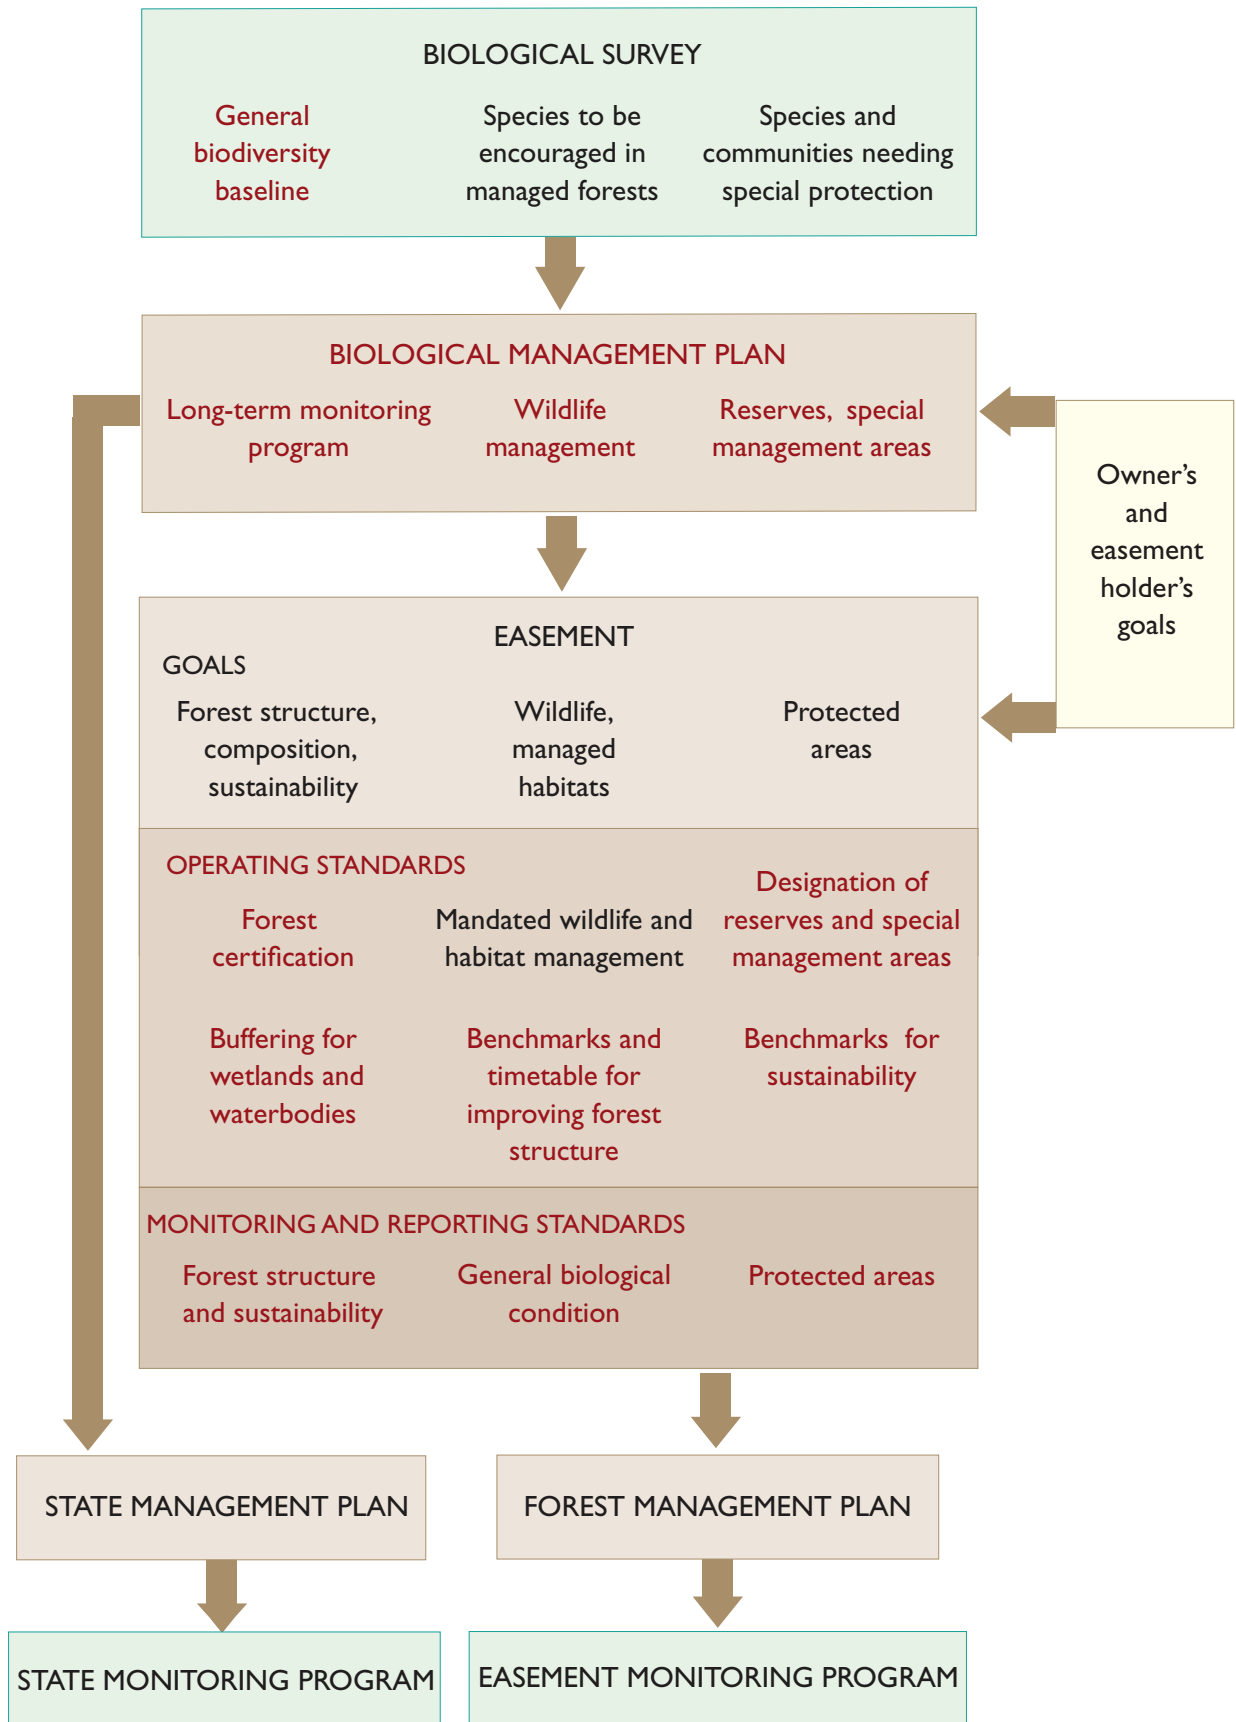 BIOLOGICAL SURVEY
General
biodiversity
baseline
Species to be
encouraged in
managed forests
Species and
communities needing
special protection
BIOLOGICAL MANAGEMENT PLAN
Long-term monitoring
program
Wildlife
management
Reserves, special
management areas
Owner's
and
easement
holder's
goals
EASEMENT
GOALS
Forest structure,
composition,
sustainability
Wildlife,
managed
habitats
Protected
areas
OPERATING STANDARDS
Forest
certification
Mandated wildlife and
habitat management
Designation of
reserves and special
management areas
Buffering for
wetlands and
waterbodies
Benchmarks and
timetable for
improving forest
structure
Benchmarks for
sustainability
MONITORING AND REPORTING STANDARDS
Forest structure
and sustainability
General biological
condition
Protected areas
STATE MANAGEMENT PLAN
FOREST MANAGEMENT PLAN
STATE MONITORING PROGRAM
EASEMENT MONITORING PROGRAM